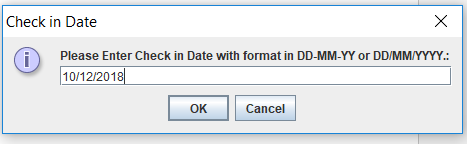 Check in Date
Please Enter Check in Date with format in DD-MM-YY or DD/MM/YYYY.:
10/12/2018
OK Cancel